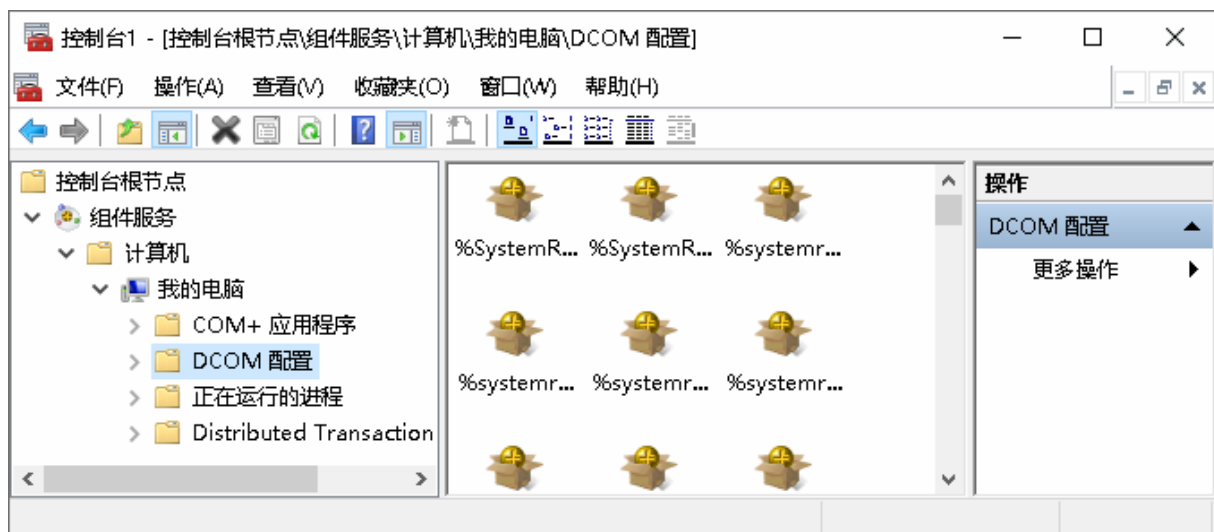 控制台1 - [控制台根节点\组件服务\计算机\我的电脑\DCOM 配置]
文件(F) 操作(A) 查看(V) 收藏夹(O) 窗口(W) 帮助(H)
控制台根节点
组件服务
计算机
我的电脑
COM+ 应用程序
DCOM 配置
正在运行的进程
Distributed Transaction
%SystemR... %SystemR... %systemr...
%systemr... %systemr... %systemr...
操作
DCOM 配置
更多操作